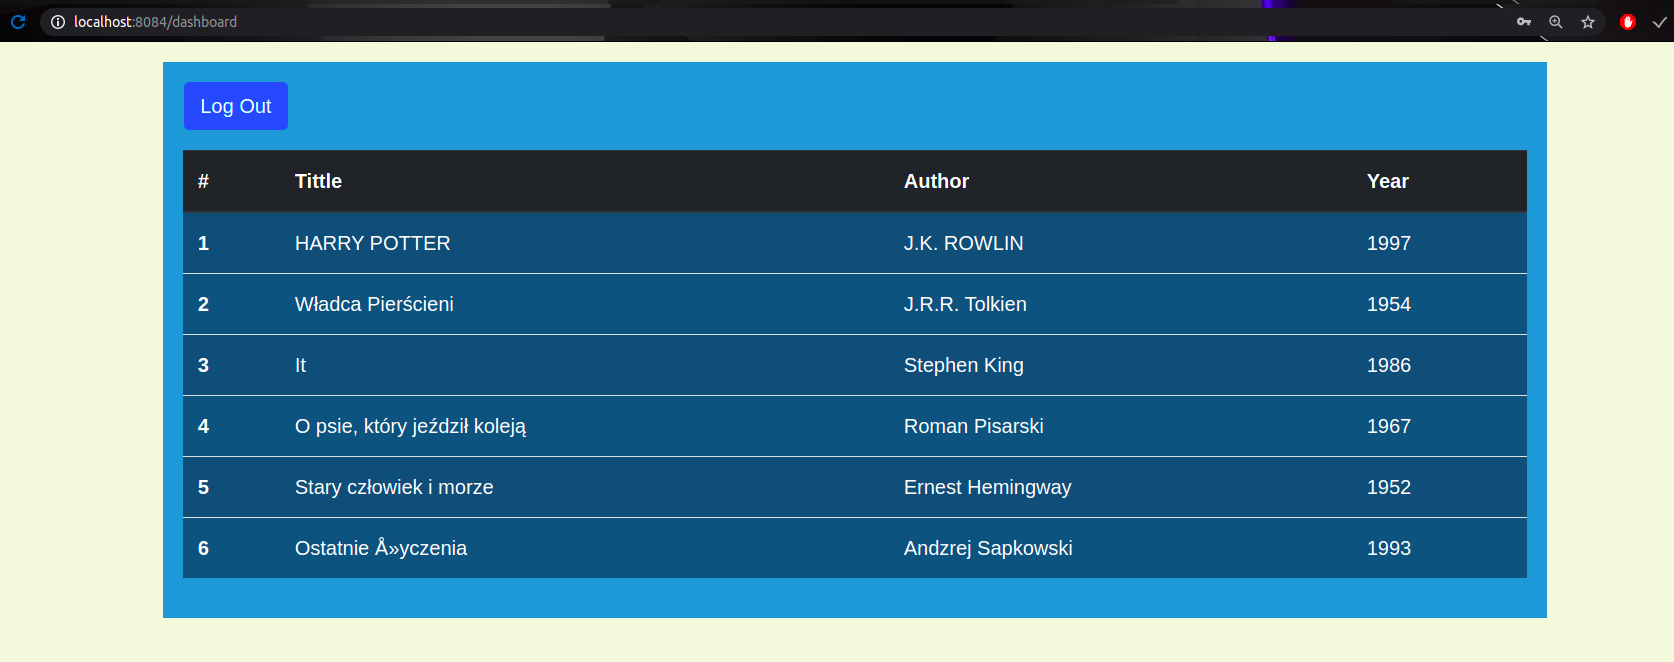 localhost:8084/dashboard
Log Out
# Tittle Author Year
1 HARRY POTTER J.K. ROWLIN 1997
2 Władca Pierścieni J.R.R. Tolkien 1954
3 It Stephen King 1986
4 O psie, który jeździł koleją Roman Pisarski 1967
5 Stary człowiek i morze Ernest Hemingway 1952
6 Ostatnie Å»yczenia Andzrej Sapkowski 1993